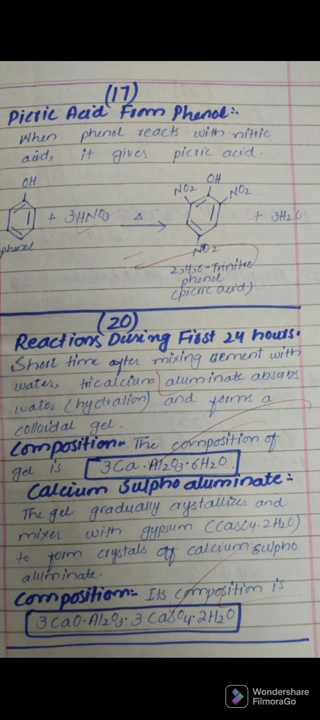 (17)
Picric Acid From Phenol:-
When phenol reacts with nitric
acid, it gives picric acid.
OH
+ 3HNO3
Δ
phenol
OH
NO2
NO2
NO2
+ 3H2O
2,4,6-Trinitro
phenol
(picric acid)
(20)
Reactions During First 24 hours.
Short time after mixing cement with
water, tricalcium aluminate absorbs
water (hydration) and forms a
colloidal gel.
Composition:- The composition of
gel is 3Ca·Al2O3·6H2O.
Calcium Sulpho aluminate:-
The gel gradually crystallizes and
mixes with gypsum (CaSO4·2H2O)
to form crystals of calcium sulpho
aluminate.
Composition:- Its composition is
3CaO·Al2O3·3CaSO4·2H2O
Wondershare
FilmoraGo